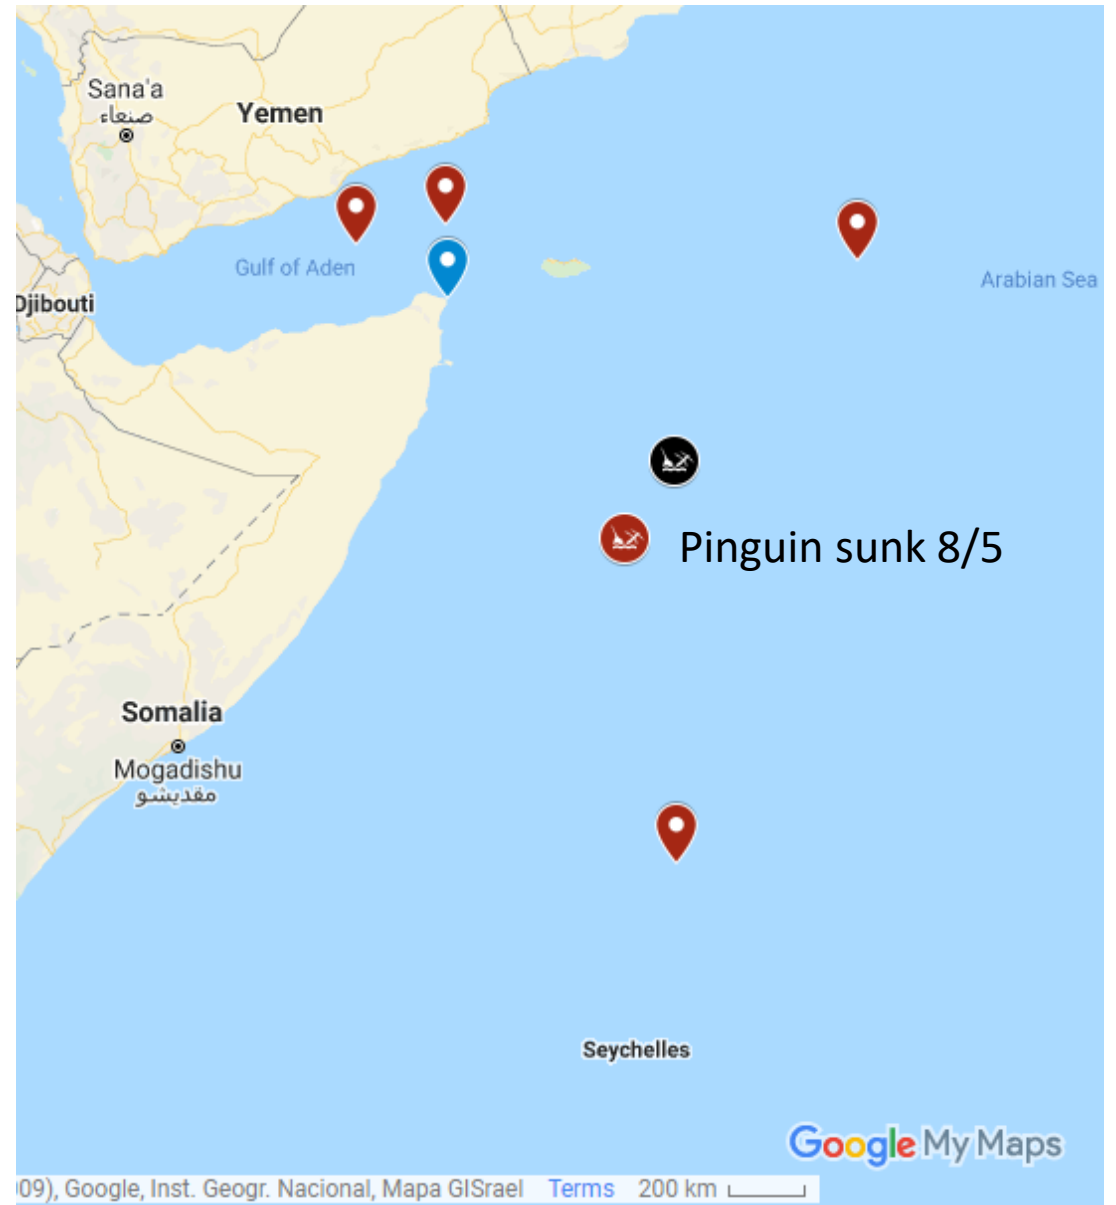 Sana'a
صنعاء
Yemen
Gulf of Aden
Djibouti
Arabian Sea
Pinguin sunk 8/5
Somalia
Mogadishu
مقديشو
Seychelles
Google My Maps
09), Google, Inst. Geogr. Nacional, Mapa GISrael Terms 200 km